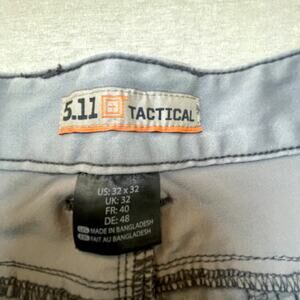 5.11 TACTICAL
US: 32 x 32
UK: 32
FR: 40
DE: 48
MADE IN BANGLADESH
FAIT AU BANGLADESH